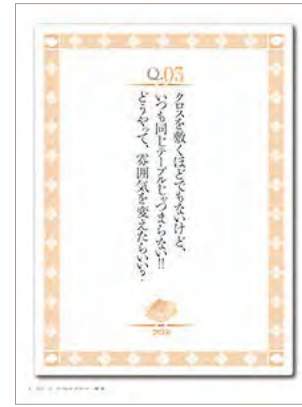 Q.03
クロスを敷くほどでもないけど、
いつも同じテーブルじゃつまらない!!
どうやって、雰囲気を変えたらいい?